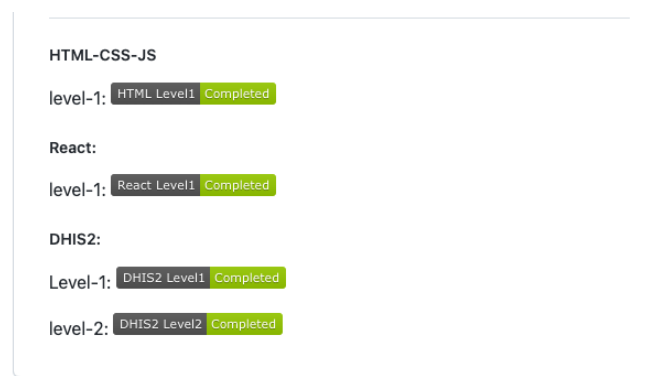 HTML-CSS-JS
level-1: HTML Level1 Completed
React:
level-1: React Level1 Completed
DHIS2:
Level-1: DHIS2 Level1 Completed
level-2: DHIS2 Level2 Completed